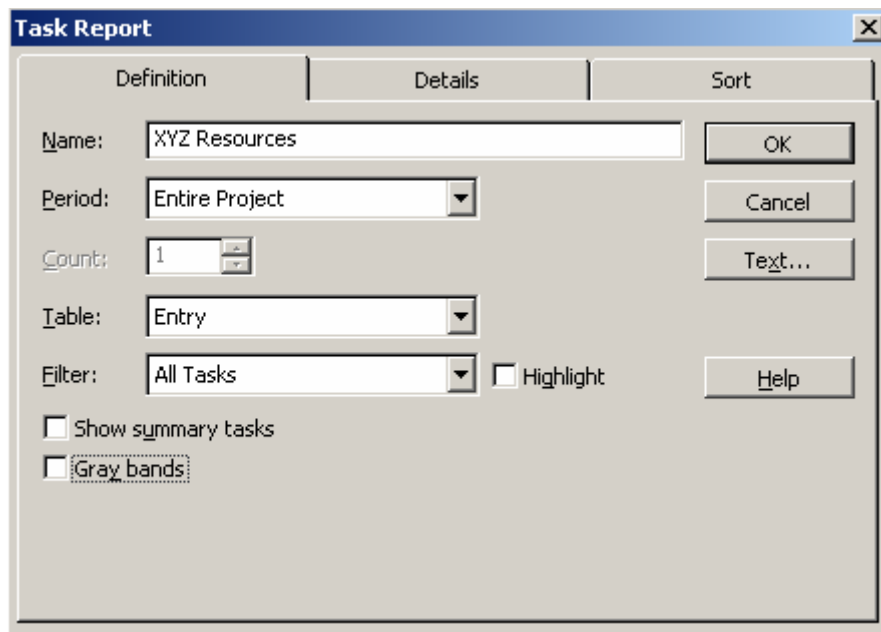 Task Report
Definition Details Sort
Name: XYZ Resources OK
Period: Entire Project Cancel
Count: 1 Text...
Table: Entry
Filter: All Tasks Highlight Help
Show summary tasks
Gray bands